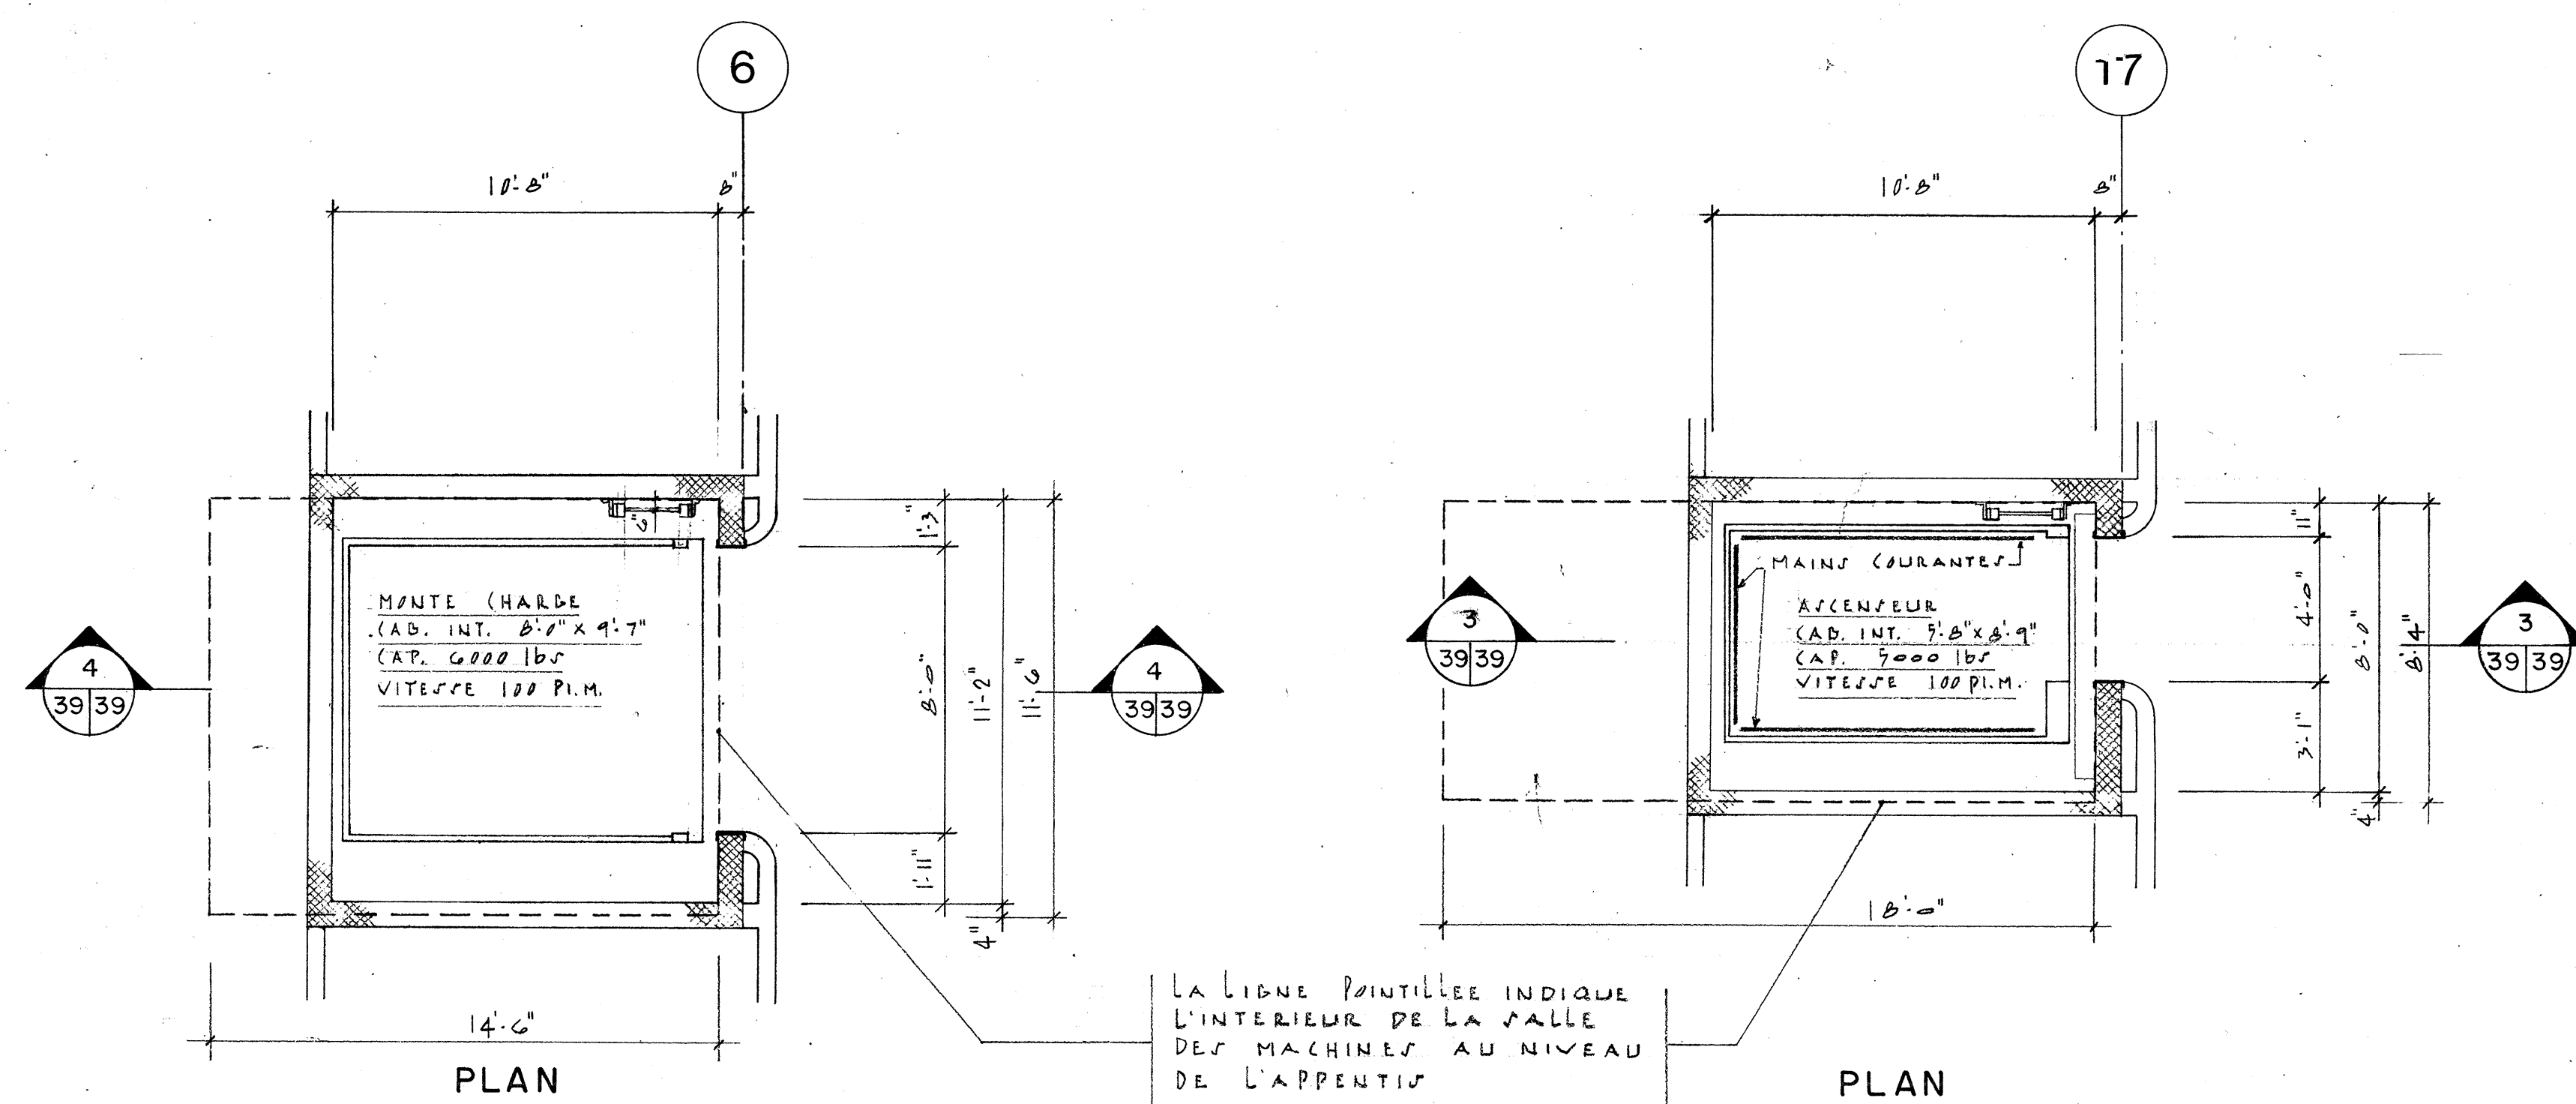 6
10'-8"
8"
6"
MONTE CHARGE
CAB. INT. 8'-0" X 9'-7"
CAP. 6000 lbs
VITESSE 100 PI.M.
4
39 39
1'-3"
8'-0"
1'-11"
11'-2"
4"
11'-6"
4
39 39
14'-6"
PLAN
LA LIGNE POINTILLEE INDIQUE
L'INTERIEUR DE LA SALLE
DES MACHINES AU NIVEAU
DE L'APPENTIS
17
10'-8"
8"
MAINS COURANTES
ASCENSEUR
CAB. INT. 5'-8" X 8'-9"
CAP. 5000 lbs
VITESSE 100 PI.M.
3
39 39
11"
4'-0"
3'-1"
8'-0"
4"
8'-4"
3
39 39
18'-0"
PLAN